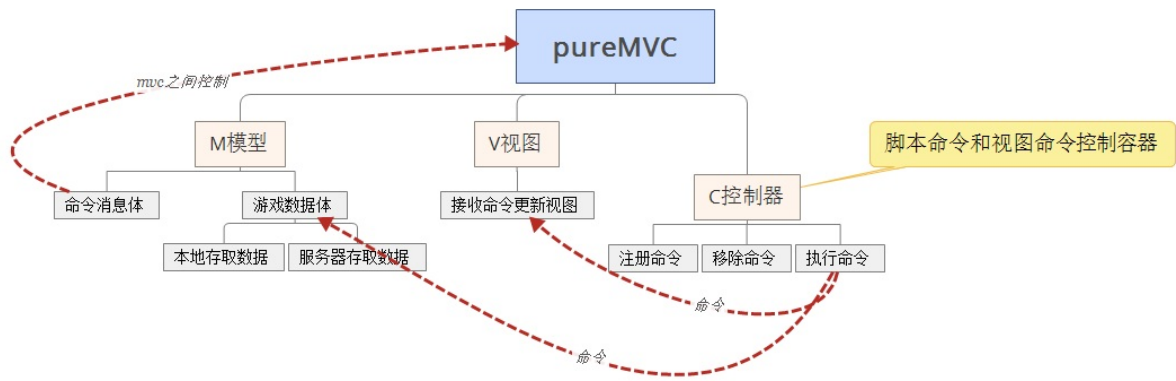 pureMVC
mvc之间控制
M模型
V视图
脚本命令和视图命令控制容器
C控制器
命令消息体
游戏数据体
接收命令更新视图
本地存取数据
服务器存取数据
注册命令
移除命令
执行命令
命令
命令